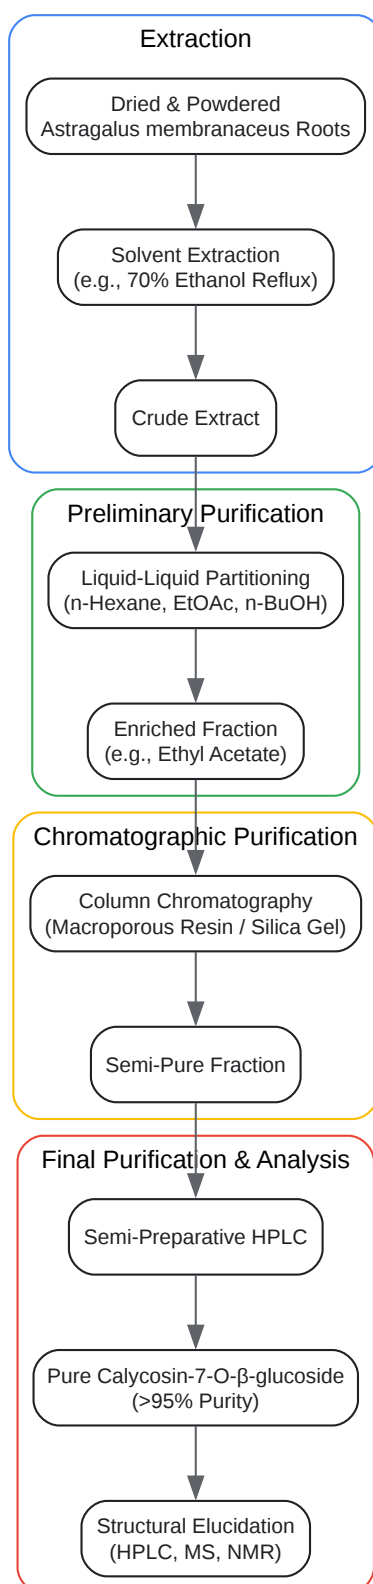 Extraction
Dried & Powdered
Astragalus membranaceus Roots
Solvent Extraction
(e.g., 70% Ethanol Reflux)
Crude Extract
Preliminary Purification
Liquid-Liquid Partitioning
(n-Hexane, EtOAc, n-BuOH)
Enriched Fraction
(e.g., Ethyl Acetate)
Chromatographic Purification
Column Chromatography
(Macroporous Resin / Silica Gel)
Semi-Pure Fraction
Final Purification & Analysis
Semi-Preparative HPLC
Pure Calycosin-7-O-β-glucoside
(>95% Purity)
Structural Elucidation
(HPLC, MS, NMR)